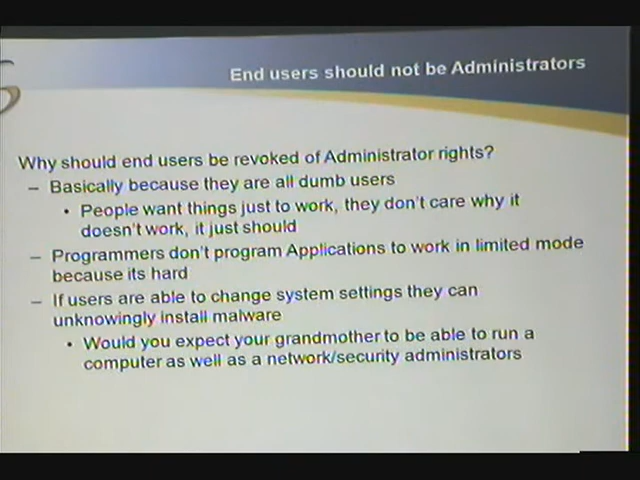 End users should not be Administrators
Why should end users be revoked of Administrator rights?
– Basically because they are all dumb users
• People want things just to work, they don't care why it
doesn't work, it just should
– Programmers don't program Applications to work in limited mode
because its hard
– If users are able to change system settings they can
unknowingly install malware
• Would you expect your grandmother to be able to run a
computer as well as a network/security administrators